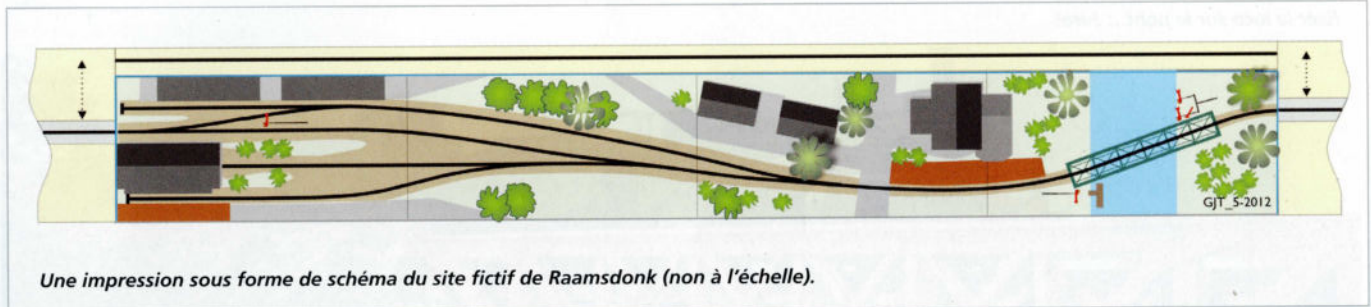 GJT_5-2012
Une impression sous forme de schéma du site fictif de Raamsdonk (non à l'échelle).